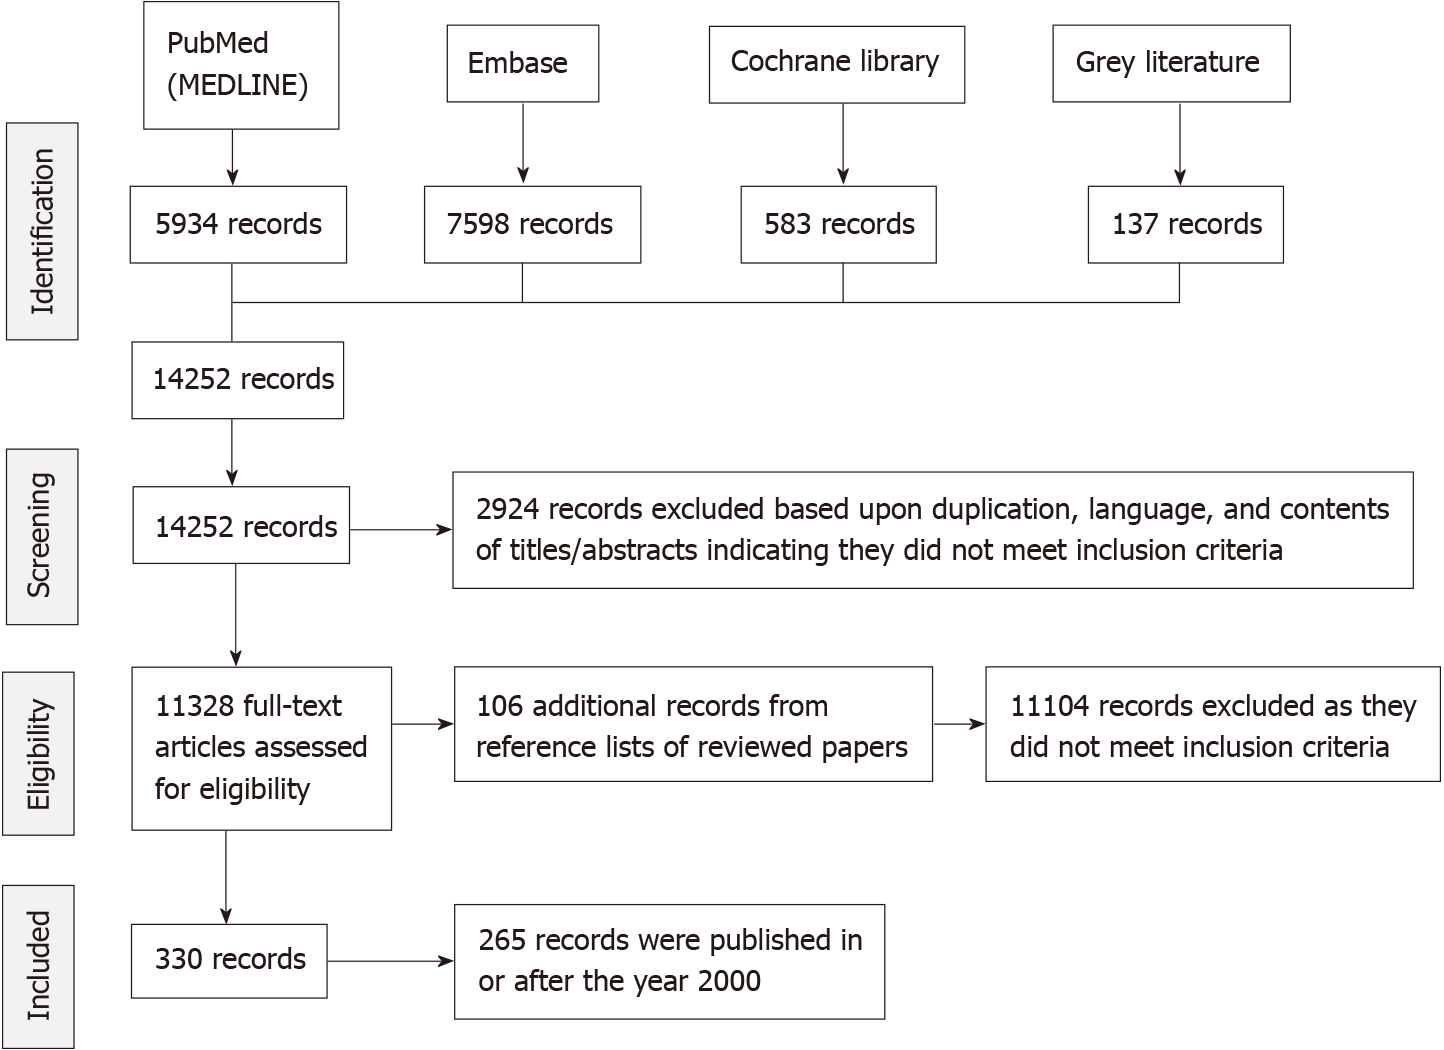 PubMed
(MEDLINE)
Embase
Cochrane library
Grey literature
Identification
5934 records
7598 records
583 records
137 records
14252 records
Screening
14252 records
2924 records excluded based upon duplication, language, and contents
of titles/abstracts indicating they did not meet inclusion criteria
Eligibility
11328 full-text
articles assessed
for eligibility
106 additional records from
reference lists of reviewed papers
11104 records excluded as they
did not meet inclusion criteria
Included
330 records
265 records were published in
or after the year 2000